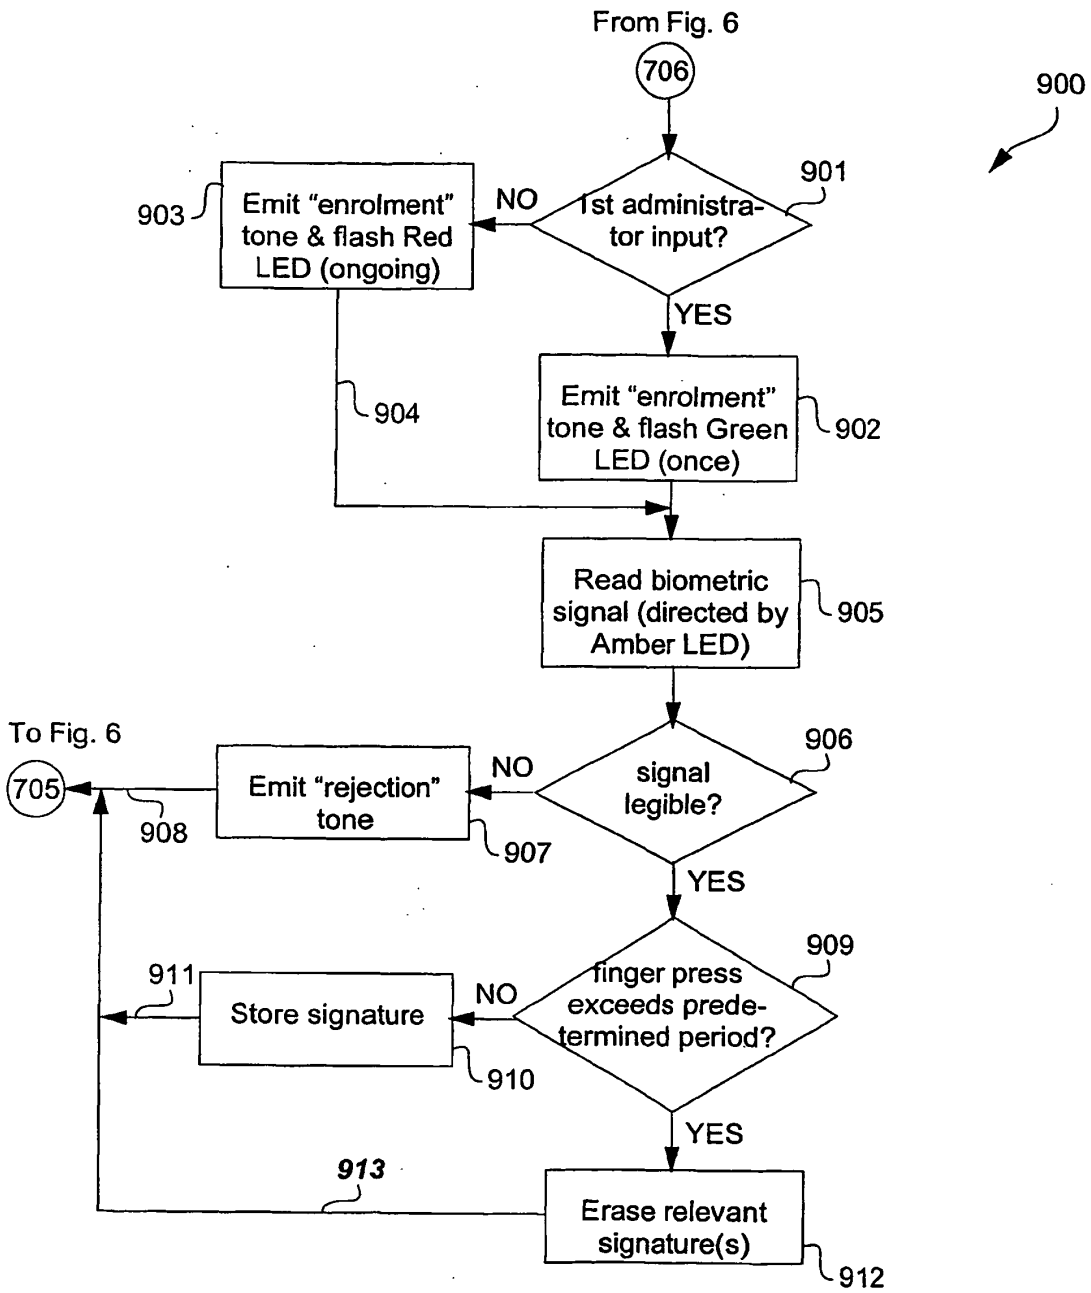 From Fig. 6
706
900
901
1st administra-
tor input?
NO
903
Emit "enrolment"
tone & flash Red
LED (ongoing)
YES
904
Emit "enrolment"
tone & flash Green
LED (once)
902
Read biometric
signal (directed by
Amber LED)
905
To Fig. 6
705
908
Emit "rejection"
tone
907
NO
signal
legible?
906
YES
909
finger press
exceeds prede-
termined period?
NO
911
Store signature
910
YES
913
Erase relevant
signature(s)
912